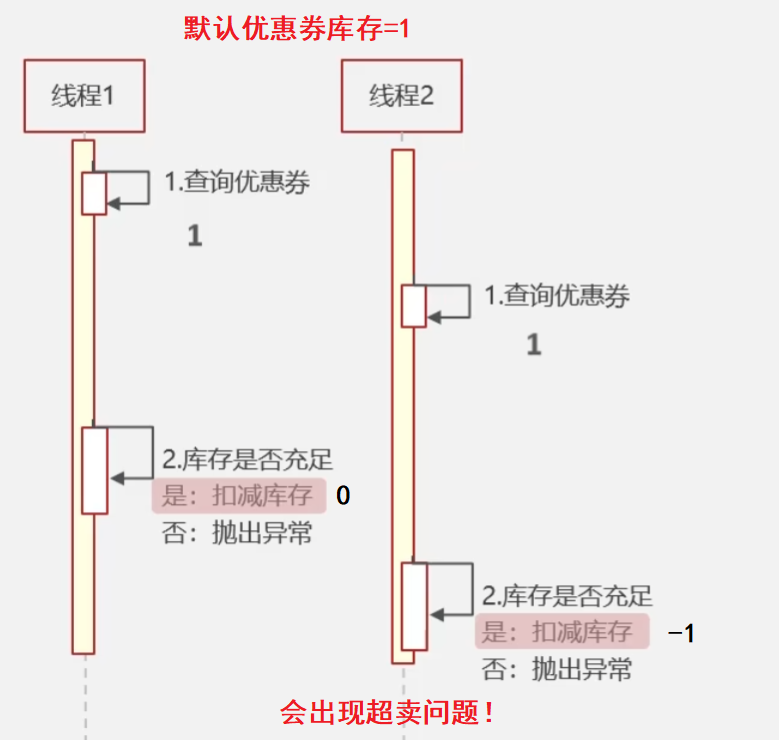 默认优惠券库存=1
线程1
线程2
1.查询优惠券
1
1.查询优惠券
1
2.库存是否充足
是：扣减库存 0
否：抛出异常
2.库存是否充足
是：扣减库存 -1
否：抛出异常
会出现超卖问题！